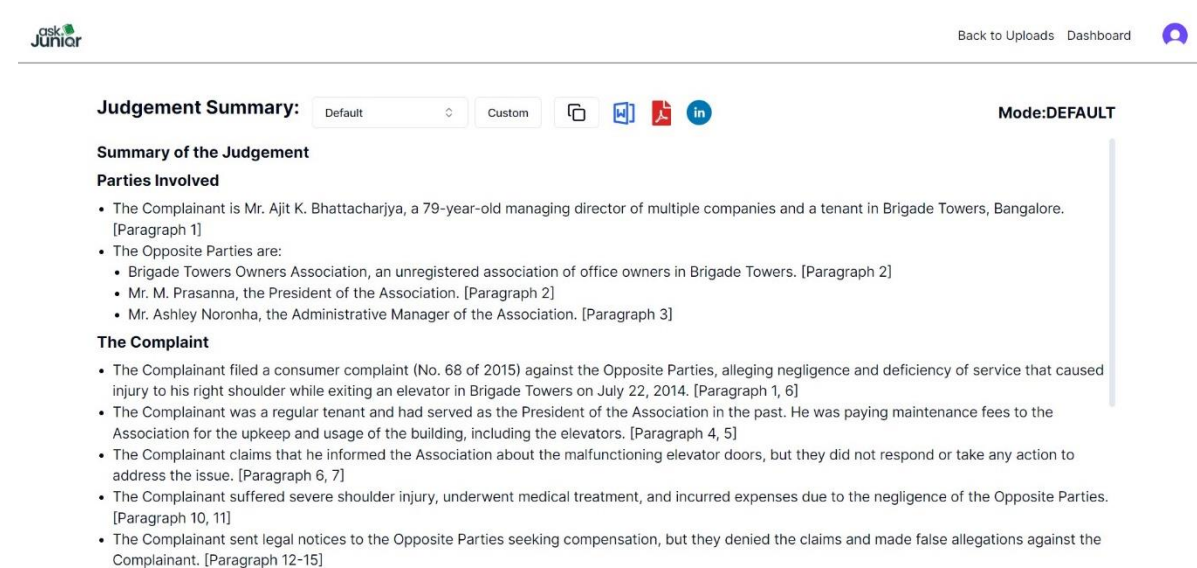 ask.
Junior
Back to Uploads Dashboard
Judgement Summary: Default Custom W in Mode:DEFAULT
Summary of the Judgement
Parties Involved
• The Complainant is Mr. Ajit K. Bhattacharjya, a 79-year-old managing director of multiple companies and a tenant in Brigade Towers, Bangalore.
[Paragraph 1]
• The Opposite Parties are:
• Brigade Towers Owners Association, an unregistered association of office owners in Brigade Towers. [Paragraph 2]
• Mr. M. Prasanna, the President of the Association. [Paragraph 2]
• Mr. Ashley Noronha, the Administrative Manager of the Association. [Paragraph 3]
The Complaint
• The Complainant filed a consumer complaint (No. 68 of 2015) against the Opposite Parties, alleging negligence and deficiency of service that caused
injury to his right shoulder while exiting an elevator in Brigade Towers on July 22, 2014. [Paragraph 1, 6]
• The Complainant was a regular tenant and had served as the President of the Association in the past. He was paying maintenance fees to the
Association for the upkeep and usage of the building, including the elevators. [Paragraph 4, 5]
• The Complainant claims that he informed the Association about the malfunctioning elevator doors, but they did not respond or take any action to
address the issue. [Paragraph 6, 7]
• The Complainant suffered severe shoulder injury, underwent medical treatment, and incurred expenses due to the negligence of the Opposite Parties.
[Paragraph 10, 11]
• The Complainant sent legal notices to the Opposite Parties seeking compensation, but they denied the claims and made false allegations against the
Complainant. [Paragraph 12-15]